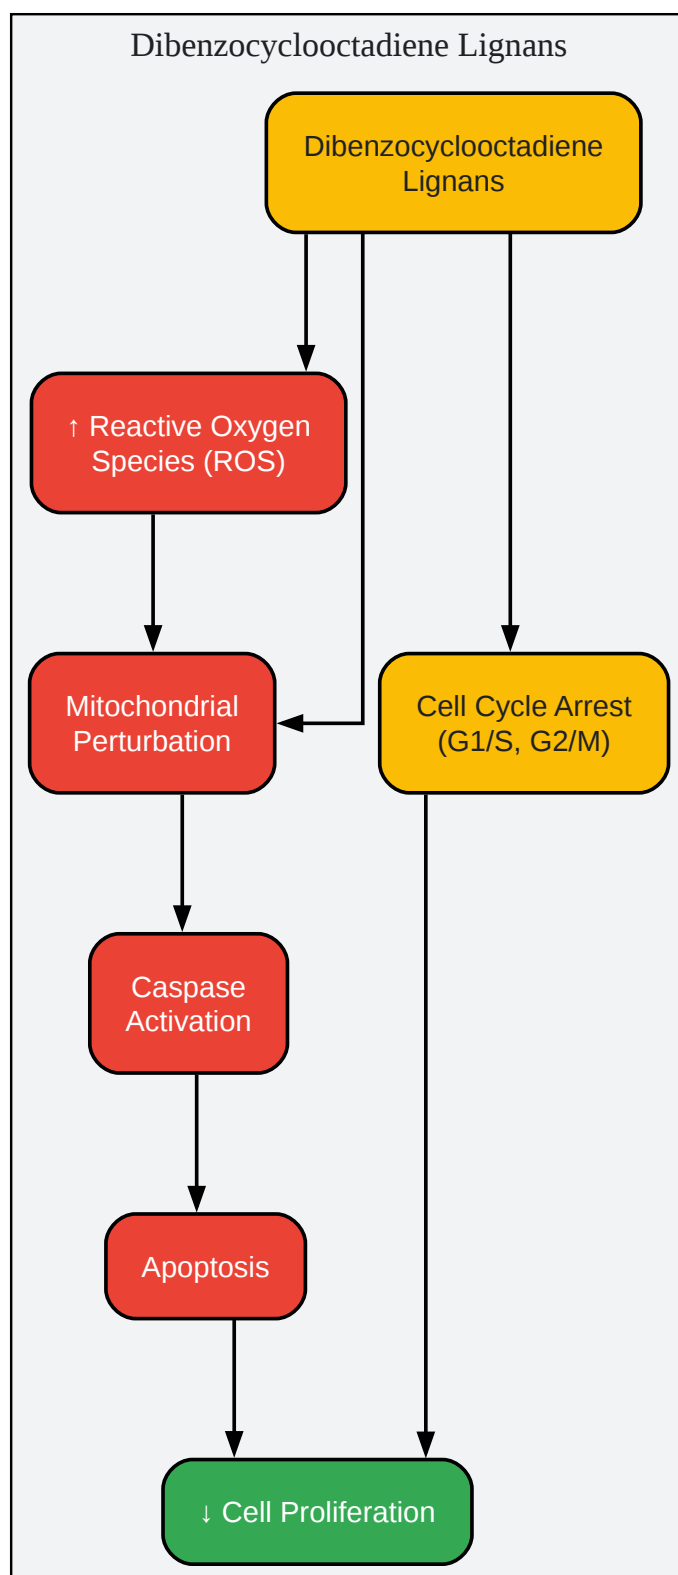 Dibenzocyclooctadiene Lignans
Dibenzocyclooctadiene
Lignans
↑ Reactive Oxygen
Species (ROS)
Mitochondrial
Perturbation
Cell Cycle Arrest
(G1/S, G2/M)
Caspase
Activation
Apoptosis
↓ Cell Proliferation